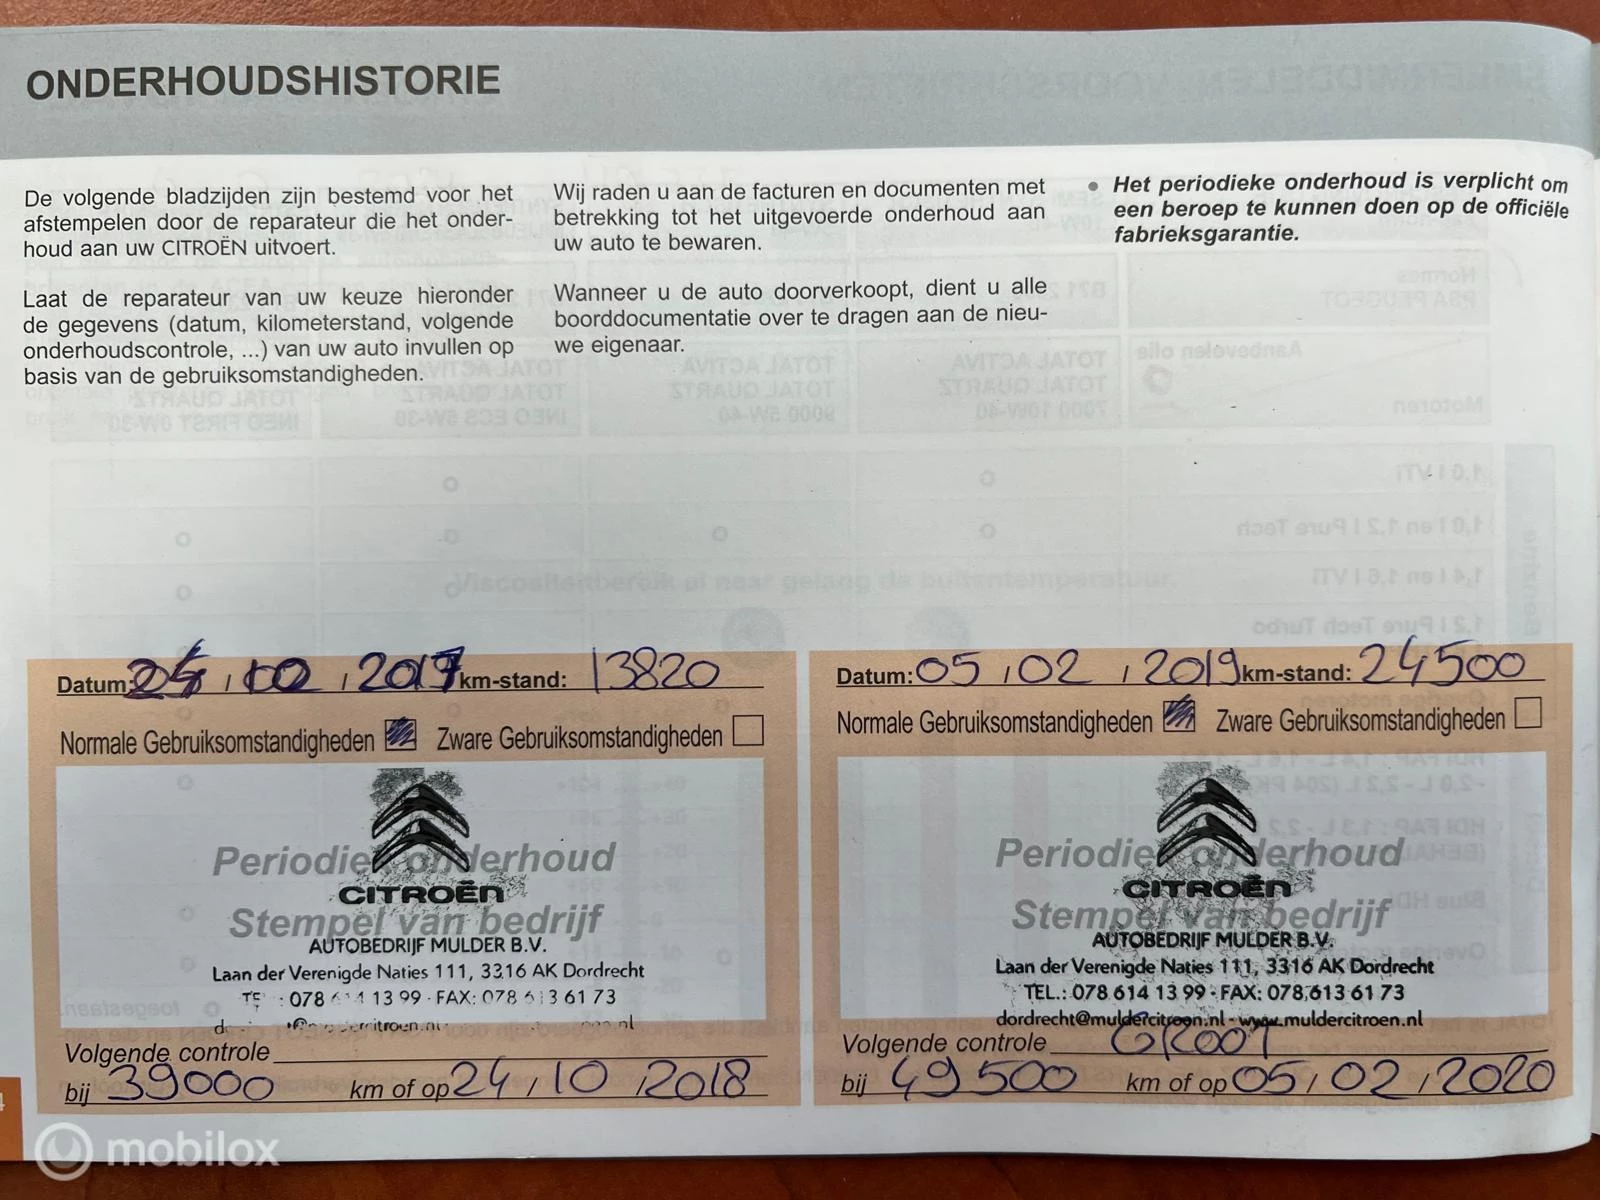 ONDERHOUDSHISTORIE
De volgende bladzijden zijn bestemd voor het
afstempelen door de reparateur die het onder-
houd aan uw CITROËN uitvoert.
Laat de reparateur van uw keuze hieronder
de gegevens (datum, kilometerstand, volgende
onderhoudscontrole, ...) van uw auto invullen op
basis van de gebruiksomstandigheden.
Wij raden u aan de facturen en documenten met
betrekking tot het uitgevoerde onderhoud aan
uw auto te bewaren.
Wanneer u de auto doorverkoopt, dient u alle
boorddocumentatie over te dragen aan de nieu-
we eigenaar.
• Het periodieke onderhoud is verplicht om
een beroep te kunnen doen op de officiële
fabrieksgarantie.
Datum: 24, 10, 2017 km-stand: 13820
Normale Gebruiksomstandigheden Zware Gebruiksomstandigheden
Periodiek onderhoud
CITROËN
Stempel van bedrijf
AUTOBEDRIJF MULDER B.V.
Laan der Verenigde Naties 111, 3316 AK Dordrecht
: 078 13 99 · FAX: 078 613 61 73
Volgende controle
bij 39000 km of op 24, 10, 2018
Datum: 05, 02, 2019 km-stand: 24500
Normale Gebruiksomstandigheden Zware Gebruiksomstandigheden
Periodiek onderhoud
CITROËN
Stempel van bedrijf
AUTOBEDRIJF MULDER B.V.
Laan der Verenigde Naties 111, 3316 AK Dordrecht
TEL.: 078 614 13 99 · FAX: 078,613 61 73
dordrecht@muldercitroen.nl - www.muldercitroen.nl
Volgende controle GROOT
bij 49500 km of op 05, 02, 2020
4
mobilox